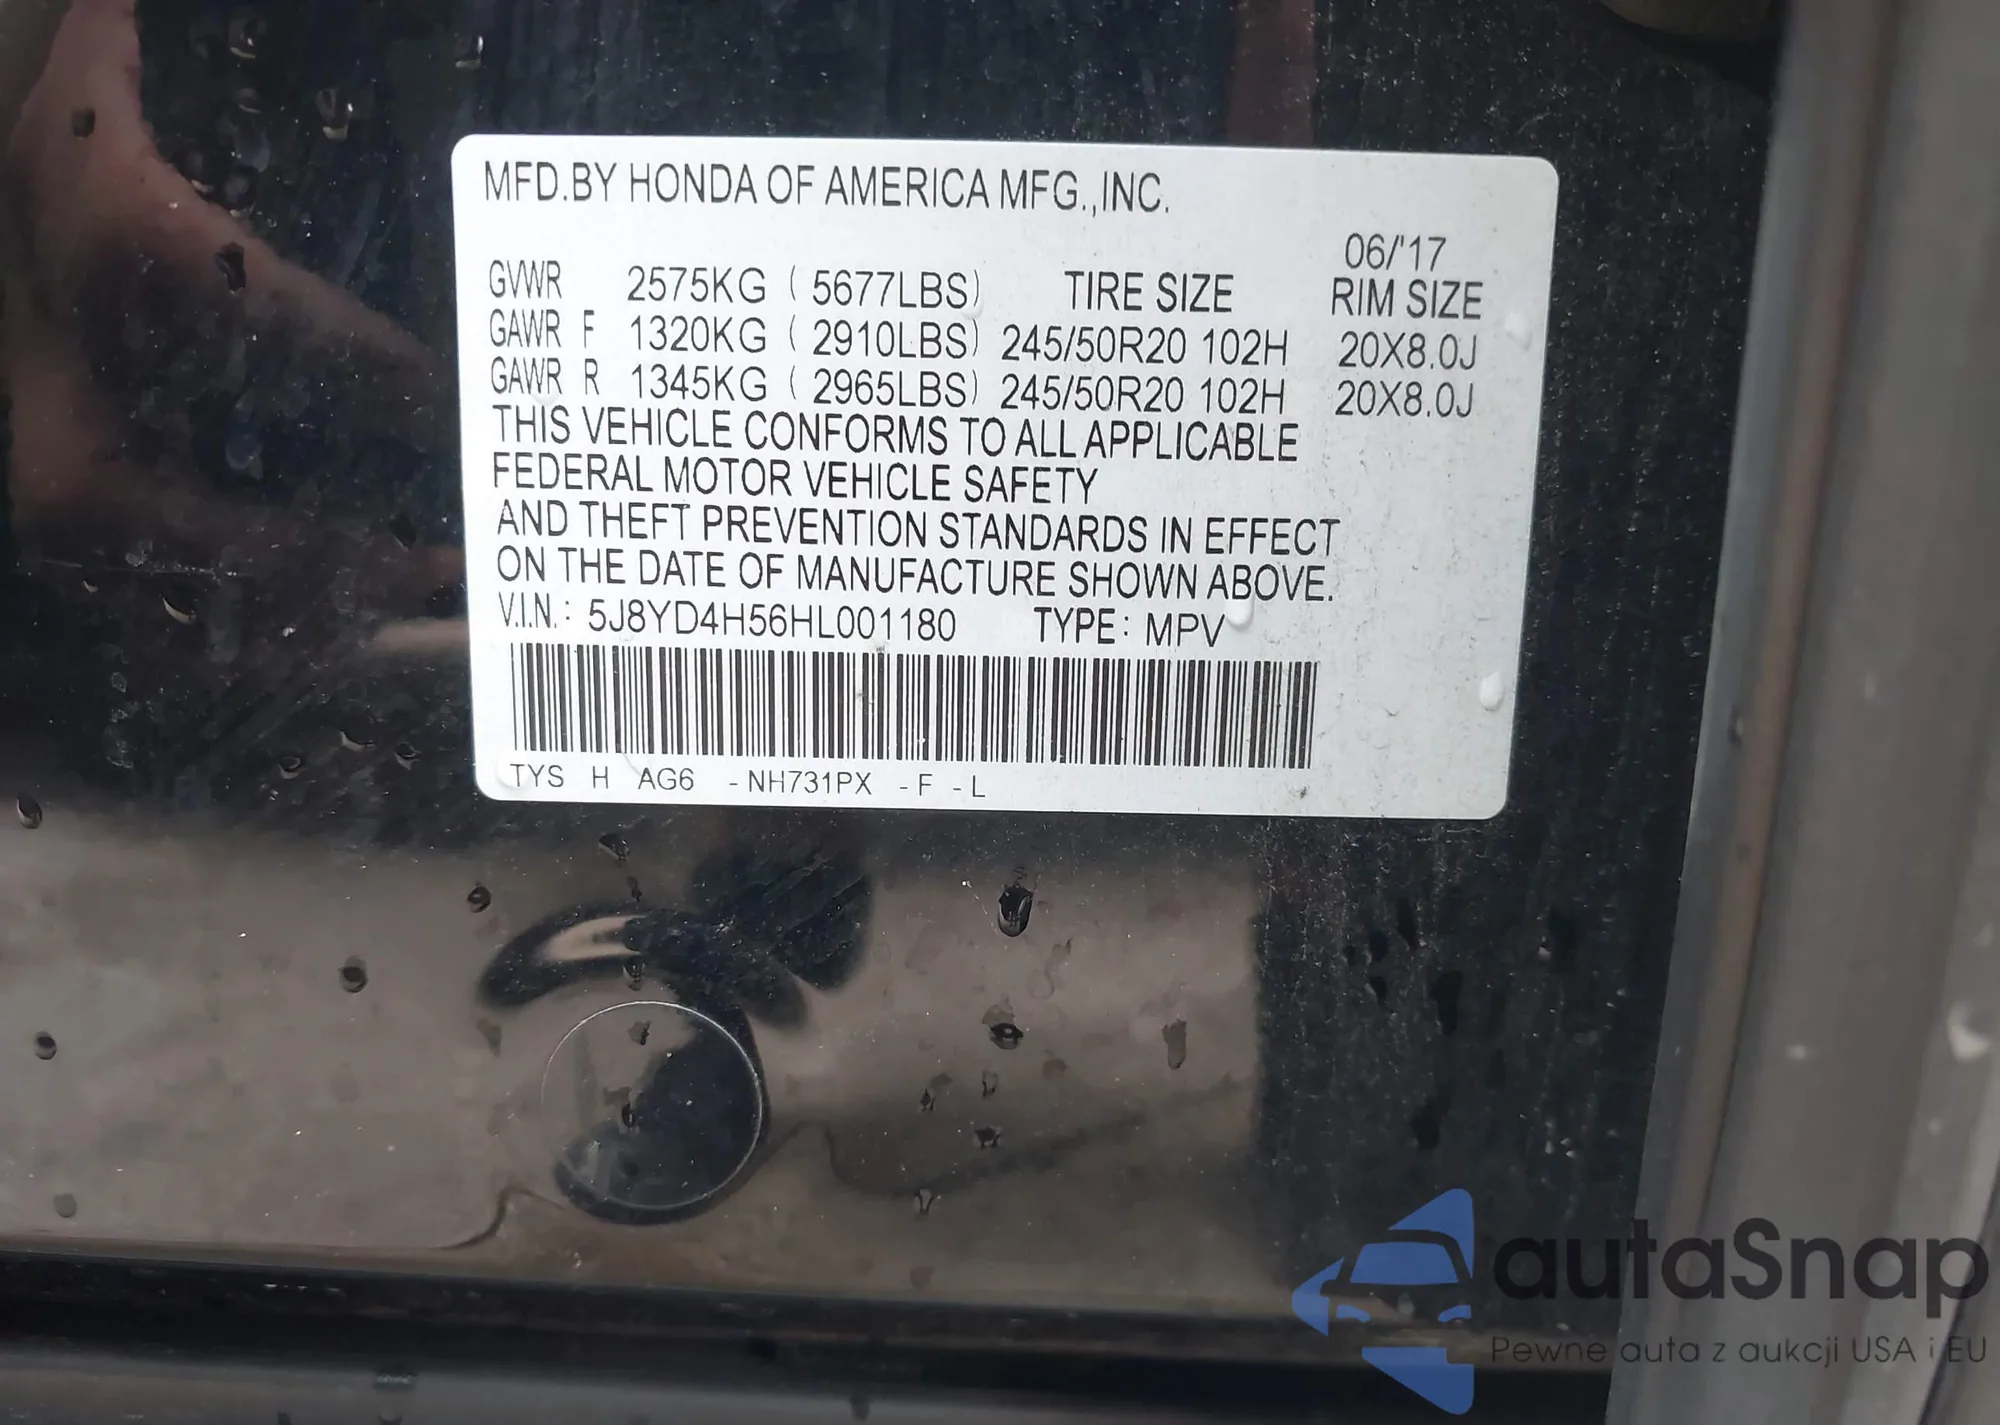 MFD.BY HONDA OF AMERICA MFG.,INC.
06/'17
GVWR 2575KG ( 5677LBS) TIRE SIZE RIM SIZE
GAWR F 1320KG ( 2910LBS) 245/50R20 102H 20X8.0J
GAWR R 1345KG ( 2965LBS) 245/50R20 102H 20X8.0J
THIS VEHICLE CONFORMS TO ALL APPLICABLE
FEDERAL MOTOR VEHICLE SAFETY
AND THEFT PREVENTION STANDARDS IN EFFECT
ON THE DATE OF MANUFACTURE SHOWN ABOVE.
V.I.N.: 5J8YD4H56HL001180 TYPE: MPV
TYS H AG6 -NH731PX -F -L
autaSnap
Pewne auta z aukcji USA i EU